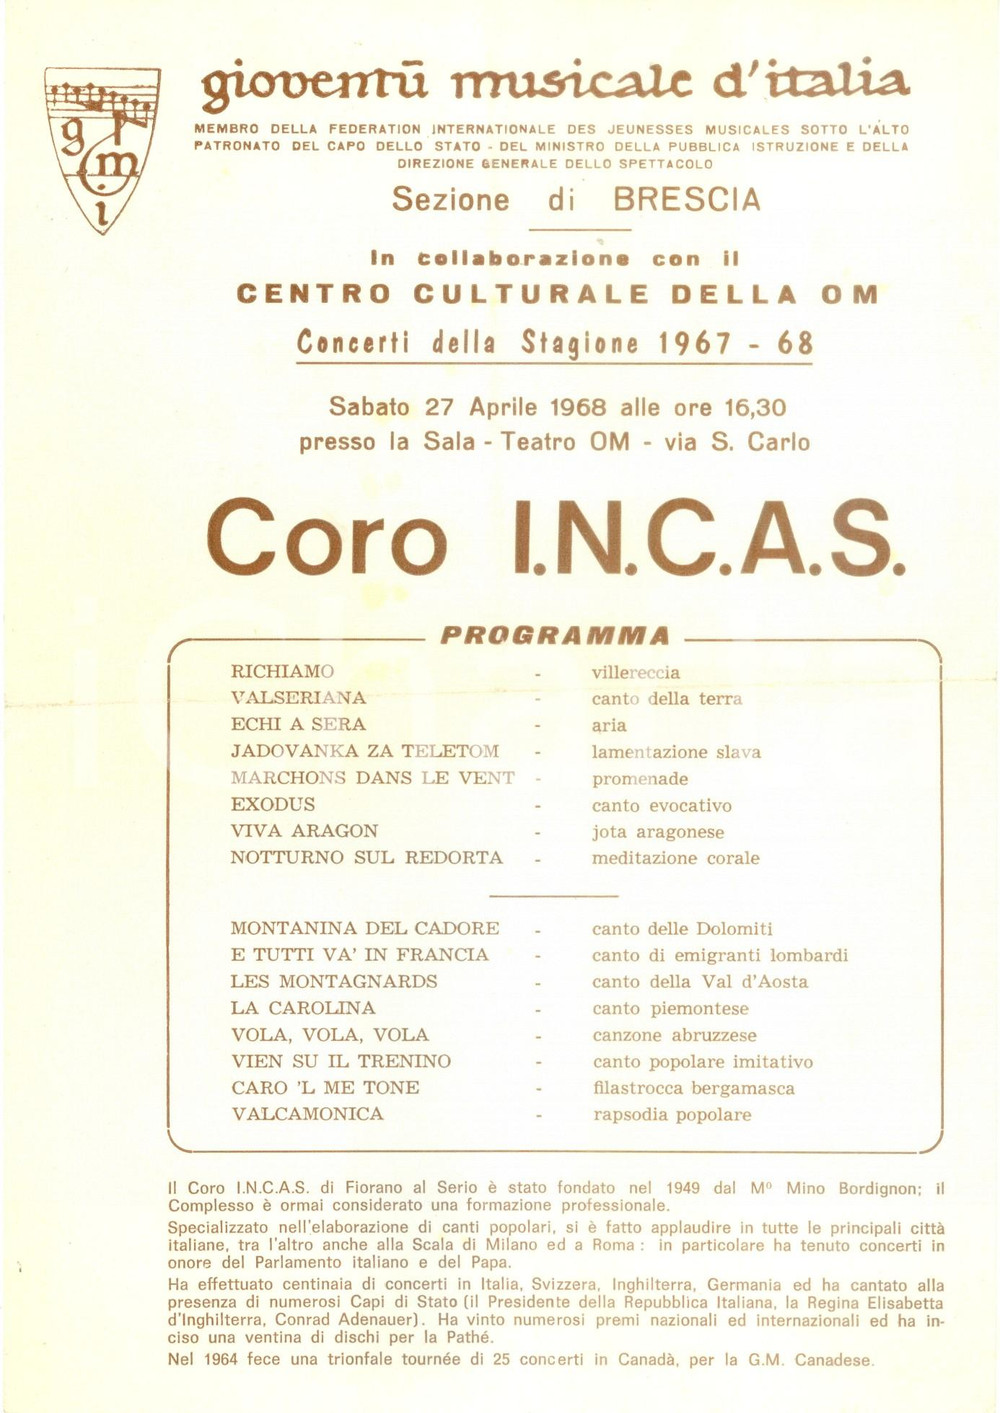 gioventū musicale d'italia
MEMBRO DELLA FEDERATION INTERNATIONALE DES JEUNESSES MUSICALES SOTTO L'ALTO
PATRONATO DEL CAPO DELLO STATO - DEL MINISTRO DELLA PUBBLICA ISTRUZIONE E DELLA
DIREZIONE GENERALE DELLO SPETTACOLO
g m i
Sezione di BRESCIA
In collaborazione con il
CENTRO CULTURALE DELLA OM
Concerti della Stagione 1967 - 68
Sabato 27 Aprile 1968 alle ore 16,30
presso la Sala - Teatro OM - via S. Carlo
Coro I.N.C.A.S.
PROGRAMMA
RICHIAMO - villereccia
VALSERIANA - canto della terra
ECHI A SERA - aria
JADOVANKA ZA TELETOM - lamentazione slava
MARCHONS DANS LE VENT - promenade
EXODUS - canto evocativo
VIVA ARAGON - jota aragonese
NOTTURNO SUL REDORTA - meditazione corale
MONTANINA DEL CADORE - canto delle Dolomiti
E TUTTI VA' IN FRANCIA - canto di emigranti lombardi
LES MONTAGNARDS - canto della Val d'Aosta
LA CAROLINA - canto piemontese
VOLA, VOLA, VOLA - canzone abruzzese
VIEN SU IL TRENINO - canto popolare imitativo
CARO 'L ME TONE - filastrocca bergamasca
VALCAMONICA - rapsodia popolare
Il Coro I.N.C.A.S. di Fiorano al Serio è stato fondato nel 1949 dal Mº Mino Bordignon; il
Complesso è ormai considerato una formazione professionale.
Specializzato nell'elaborazione di canti popolari, si è fatto applaudire in tutte le principali città
italiane, tra l'altro anche alla Scala di Milano ed a Roma : in particolare ha tenuto concerti in
onore del Parlamento italiano e del Papa.
Ha effettuato centinaia di concerti in Italia, Svizzera, Inghilterra, Germania ed ha cantato alla
presenza di numerosi Capi di Stato (il Presidente della Repubblica Italiana, la Regina Elisabetta
d'Inghilterra, Conrad Adenauer). Ha vinto numerosi premi nazionali ed internazionali ed ha in-
ciso una ventina di dischi per la Pathé.
Nel 1964 fece una trionfale tournée di 25 concerti in Canadà, per la G.M. Canadese.